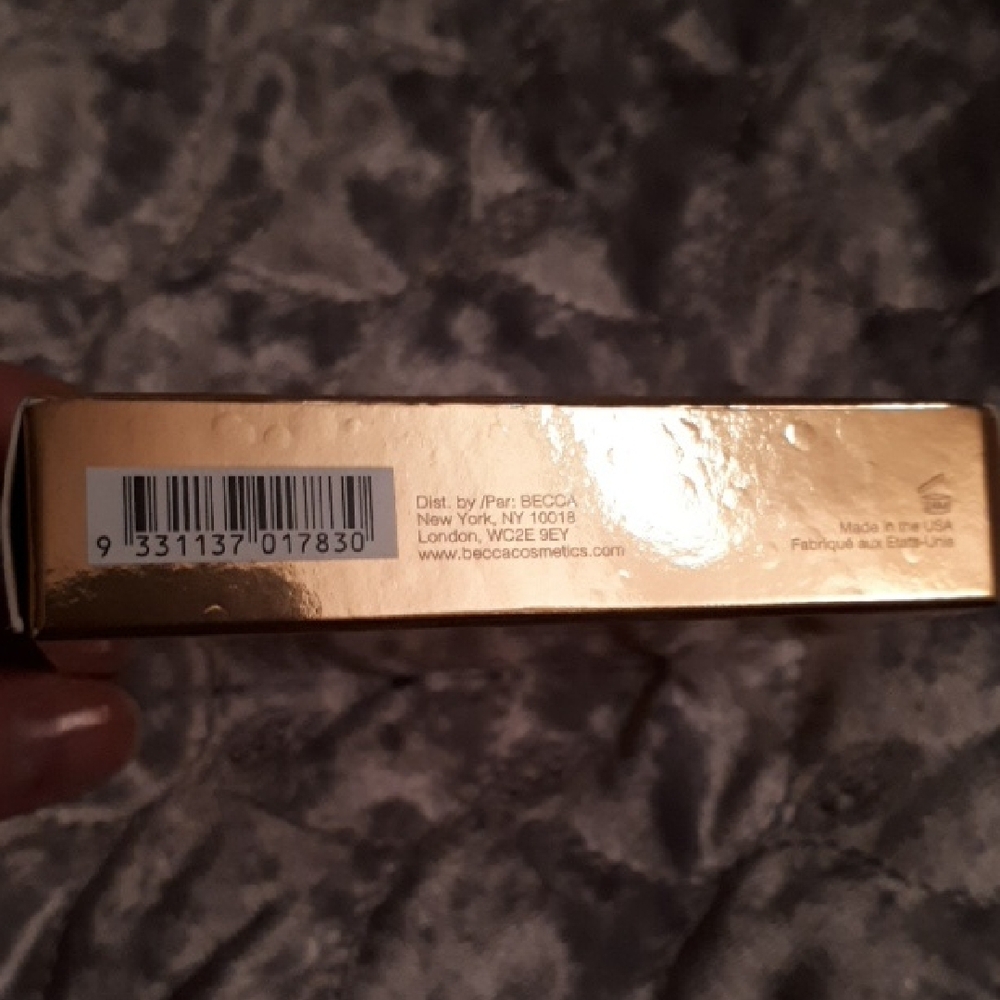 9 331137 017830
Dist. by /Par: BECCA
New York, NY 10018
London, WC2E 9EY
www.beccacosmetics.com
Made in the USA
Fabriqué aux Etats-Unis